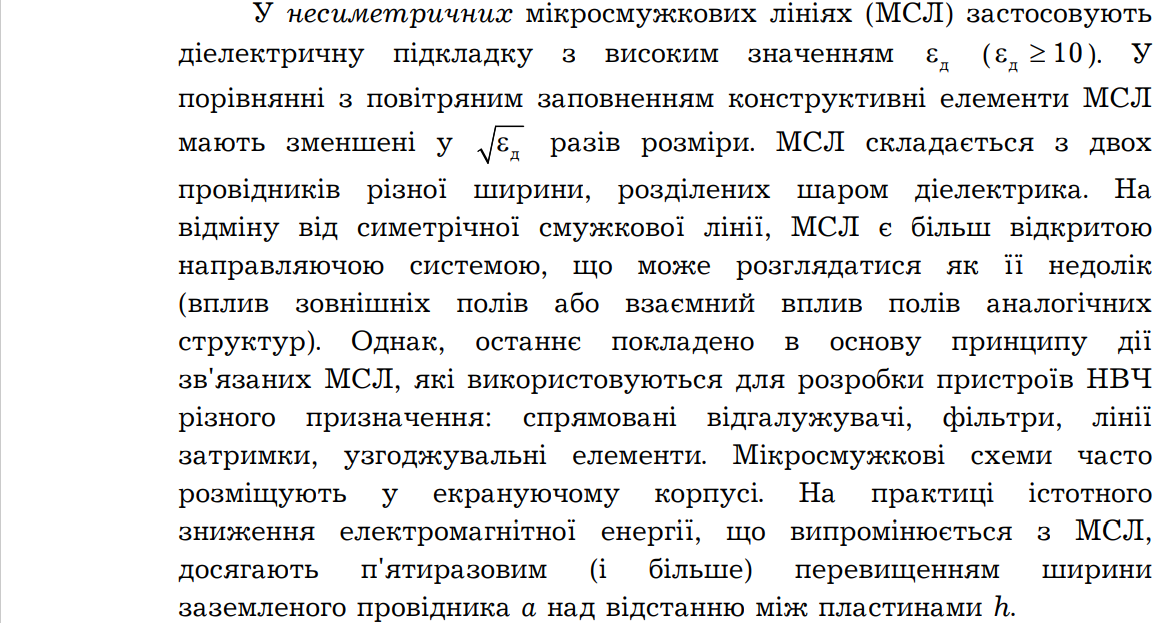 У несиметричних мікросмужкових лініях (МСЛ) застосовують
діелектричну підкладку з високим значенням ε_д (ε_д ≥ 10). У
порівнянні з повітряним заповненням конструктивні елементи МСЛ
мають зменшені у √ε_д разів розміри. МСЛ складається з двох
провідників різної ширини, розділених шаром діелектрика. На
відміну від симетрічної смужкової лінії, МСЛ є більш відкритою
направляючою системою, що може розглядатися як її недолік
(вплив зовнішніх полів або взаємний вплив полів аналогічних
структур). Однак, останнє покладено в основу принципу дії
зв'язаних МСЛ, які використовуються для розробки пристроїв НВЧ
різного призначення: спрямовані відгалужувачі, фільтри, лінії
затримки, узгоджувальні елементи. Мікросмужкові схеми часто
розміщують у екрануючому корпусі. На практиці істотного
зниження електромагнітної енергії, що випромінюється з МСЛ,
досягають п'ятиразовим (і більше) перевищенням ширини
заземленого провідника a над відстанню між пластинами h.